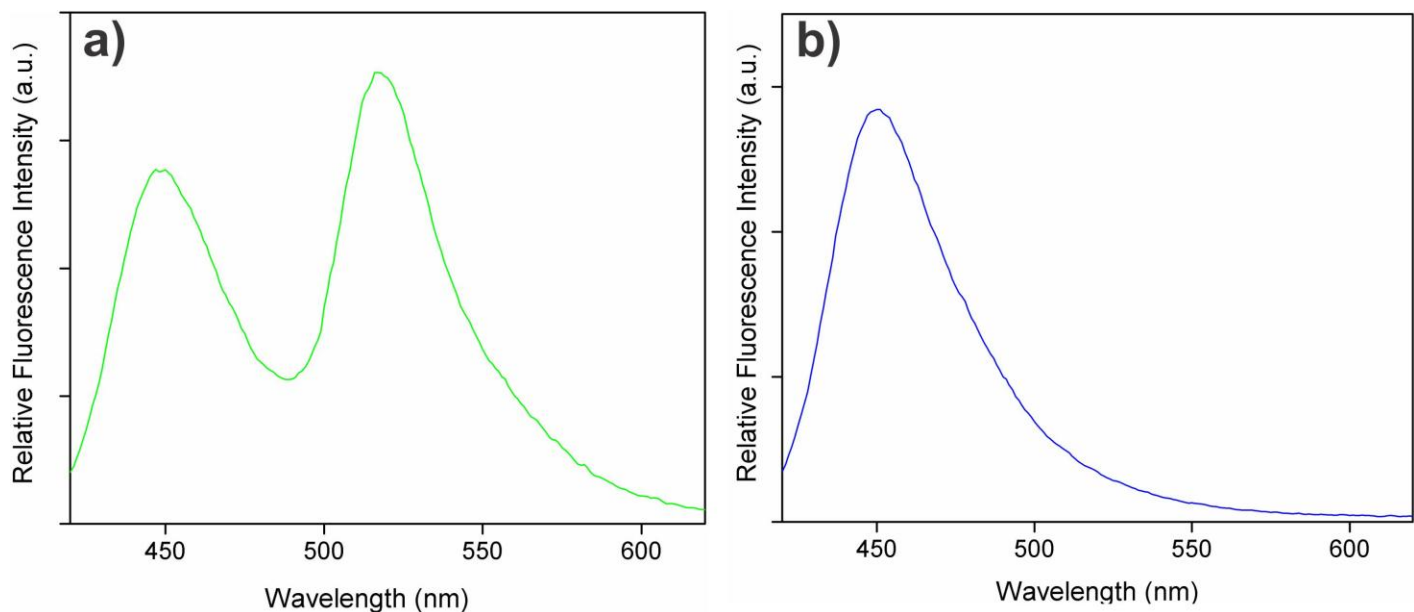 a)
Relative Fluorescence Intensity (a.u.)
450 500 550 600
Wavelength (nm)
b)
Relative Fluorescence Intensity (a.u.)
450 500 550 600
Wavelength (nm)